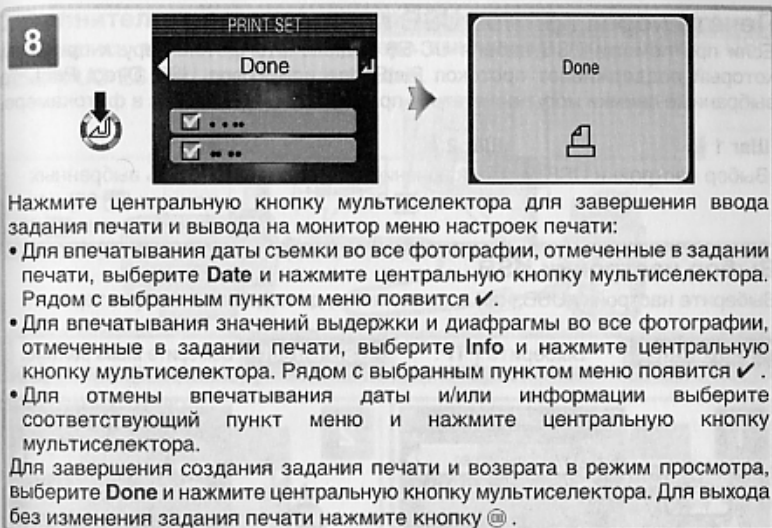 8
PRINT SET
Done
Done
Нажмите центральную кнопку мультиселектора для завершения ввода
задания печати и вывода на монитор меню настроек печати:
• Для впечатывания даты съемки во все фотографии, отмеченные в задании
печати, выберите Date и нажмите центральную кнопку мультиселектора.
Рядом с выбранным пунктом меню появится ✔.
• Для впечатывания значений выдержки и диафрагмы во все фотографии,
отмеченные в задании печати, выберите Info и нажмите центральную
кнопку мультиселектора. Рядом с выбранным пунктом меню появится ✔ .
• Для отмены впечатывания даты и/или информации выберите
соответствующий пункт меню и нажмите центральную кнопку
мультиселектора.
Для завершения создания задания печати и возврата в режим просмотра,
выберите Done и нажмите центральную кнопку мультиселектора. Для выхода
без изменения задания печати нажмите кнопку .